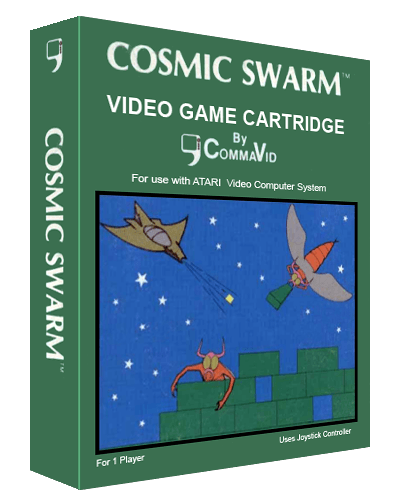 COSMIC SWARM™
VIDEO GAME CARTRIDGE
By
COMMAVID
For use with ATARI Video Computer System
For 1 Player
Uses Joystick Controller
COSMIC SWARM™